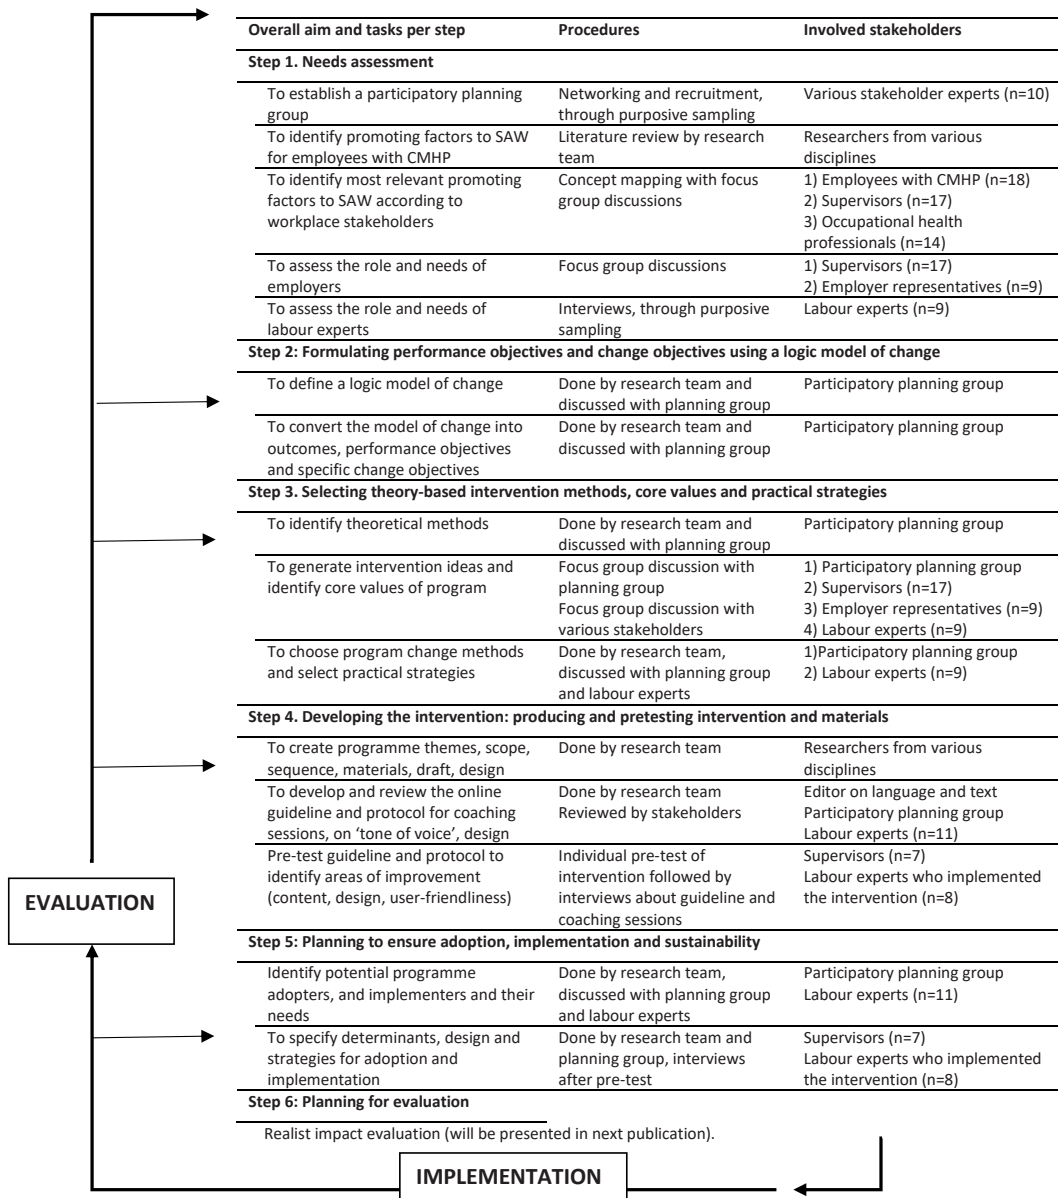 Overall aim and tasks per step Procedures Involved stakeholders
Step 1. Needs assessment
To establish a participatory planning group
Networking and recruitment, through purposive sampling
Various stakeholder experts (n=10)
To identify promoting factors to SAW for employees with CMHP
Literature review by research team
Researchers from various disciplines
To identify most relevant promoting factors to SAW according to workplace stakeholders
Concept mapping with focus group discussions
1) Employees with CMHP (n=18)
2) Supervisors (n=17)
3) Occupational health professionals (n=14)
To assess the role and needs of employers
Focus group discussions
1) Supervisors (n=17)
2) Employer representatives (n=9)
To assess the role and needs of labour experts
Interviews, through purposive sampling
Labour experts (n=9)
Step 2: Formulating performance objectives and change objectives using a logic model of change
To define a logic model of change
Done by research team and discussed with planning group
Participatory planning group
To convert the model of change into outcomes, performance objectives and specific change objectives
Done by research team and discussed with planning group
Participatory planning group
Step 3. Selecting theory-based intervention methods, core values and practical strategies
To identify theoretical methods
Done by research team and discussed with planning group
Participatory planning group
To generate intervention ideas and identify core values of program
Focus group discussion with planning group
Focus group discussion with various stakeholders
1) Participatory planning group
2) Supervisors (n=17)
3) Employer representatives (n=9)
4) Labour experts (n=9)
To choose program change methods and select practical strategies
Done by research team, discussed with planning group and labour experts
1)Participatory planning group
2) Labour experts (n=9)
Step 4. Developing the intervention: producing and pretesting intervention and materials
To create programme themes, scope, sequence, materials, draft, design
Done by research team
Researchers from various disciplines
To develop and review the online guideline and protocol for coaching sessions, on ‘tone of voice’, design
Done by research team
Reviewed by stakeholders
Editor on language and text
Participatory planning group
Labour experts (n=11)
Pre-test guideline and protocol to identify areas of improvement (content, design, user-friendliness)
Individual pre-test of intervention followed by interviews about guideline and coaching sessions
Supervisors (n=7)
Labour experts who implemented the intervention (n=8)
EVALUATION
Step 5: Planning to ensure adoption, implementation and sustainability
Identify potential programme adopters, and implementers and their needs
Done by research team, discussed with planning group and labour experts
Participatory planning group
Labour experts (n=11)
To specify determinants, design and strategies for adoption and implementation
Done by research team and planning group, interviews after pre-test
Supervisors (n=7)
Labour experts who implemented the intervention (n=8)
Step 6: Planning for evaluation
Realist impact evaluation (will be presented in next publication).
IMPLEMENTATION